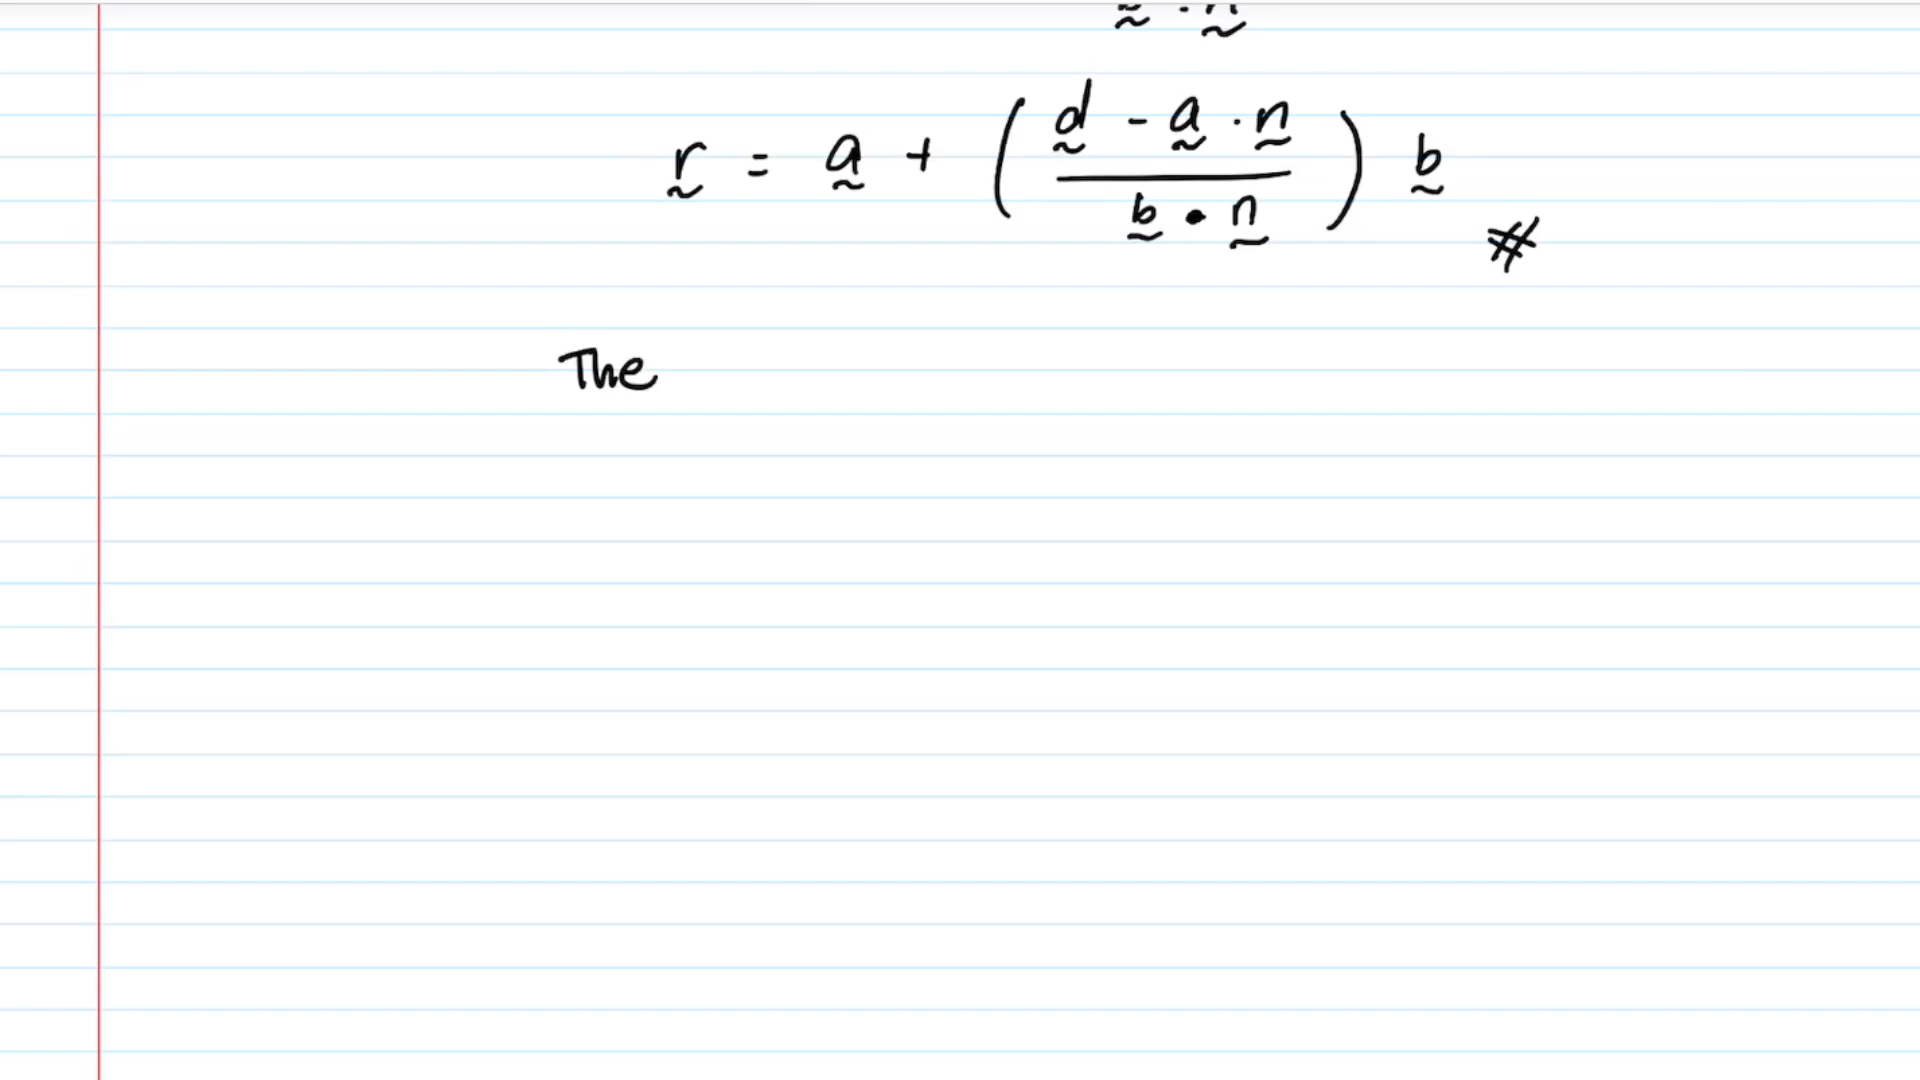 b · n
r = a + ( d - a · n / b · n ) b #
The